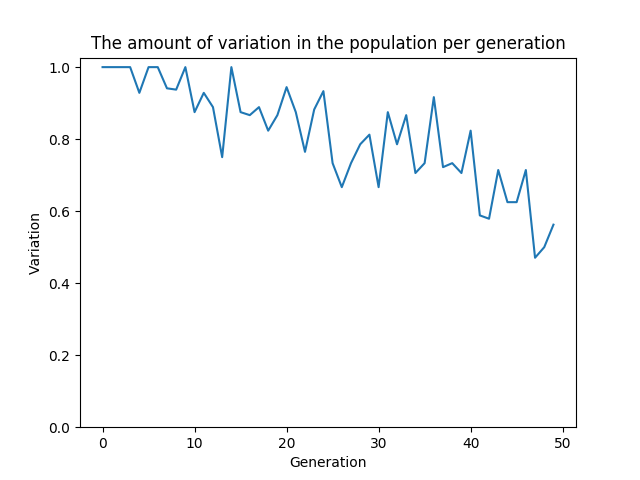 The amount of variation in the population per generation
1.0
0.8
0.6
0.4
0.2
0.0
Variation
0 10 20 30 40 50
Generation